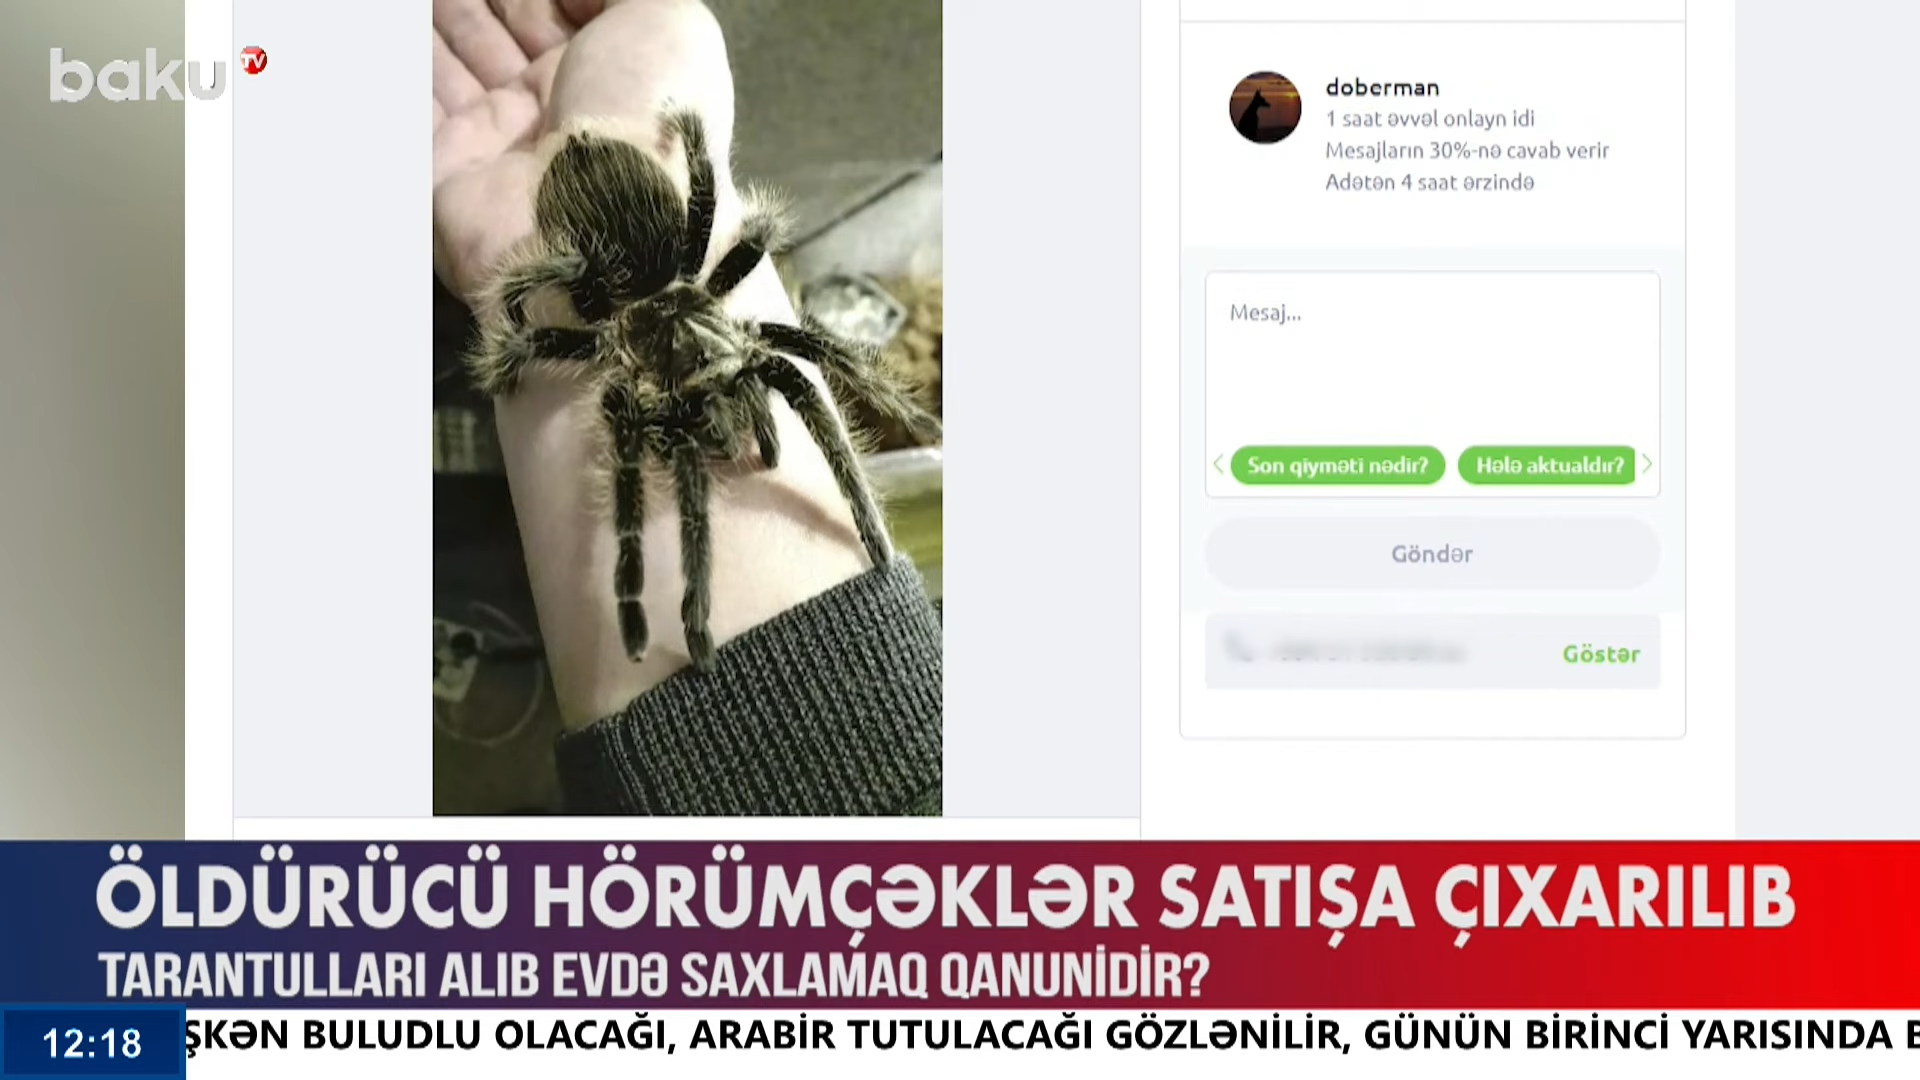 baku TV
doberman
1 saat əvvəl onlayn idi
Mesajların 30%-nə cavab verir
Adətən 4 saat ərzində
Mesaj...
Son qiyməti nədir?
Hələ aktualdır?
Göndər
Göstər
ÖLDÜRÜCÜ HÖRÜMÇƏKLƏR SATIŞA ÇIXARILIB
TARANTULLARI ALIB EVDƏ SAXLAMAQ QANUNİDİR?
12:18
ŞKƏN BULUDLU OLACAĞI, ARABİR TUTULACAĞI GÖZLƏNİLİR, GÜNÜN BİRİNCİ YARISINDA